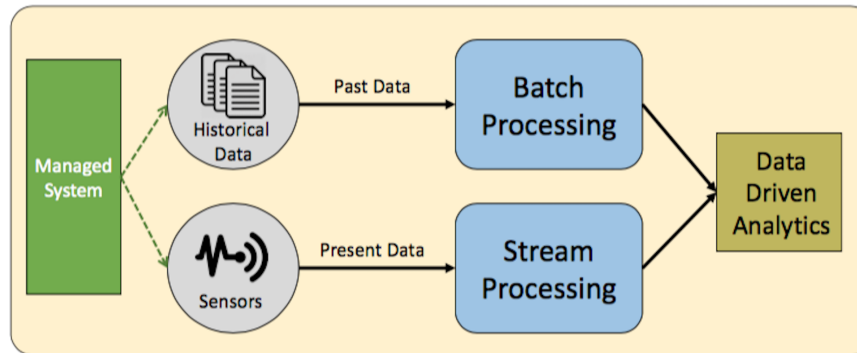 Managed
System
Historical
Data
Past Data
Batch
Processing
Sensors
Present Data
Stream
Processing
Data
Driven
Analytics